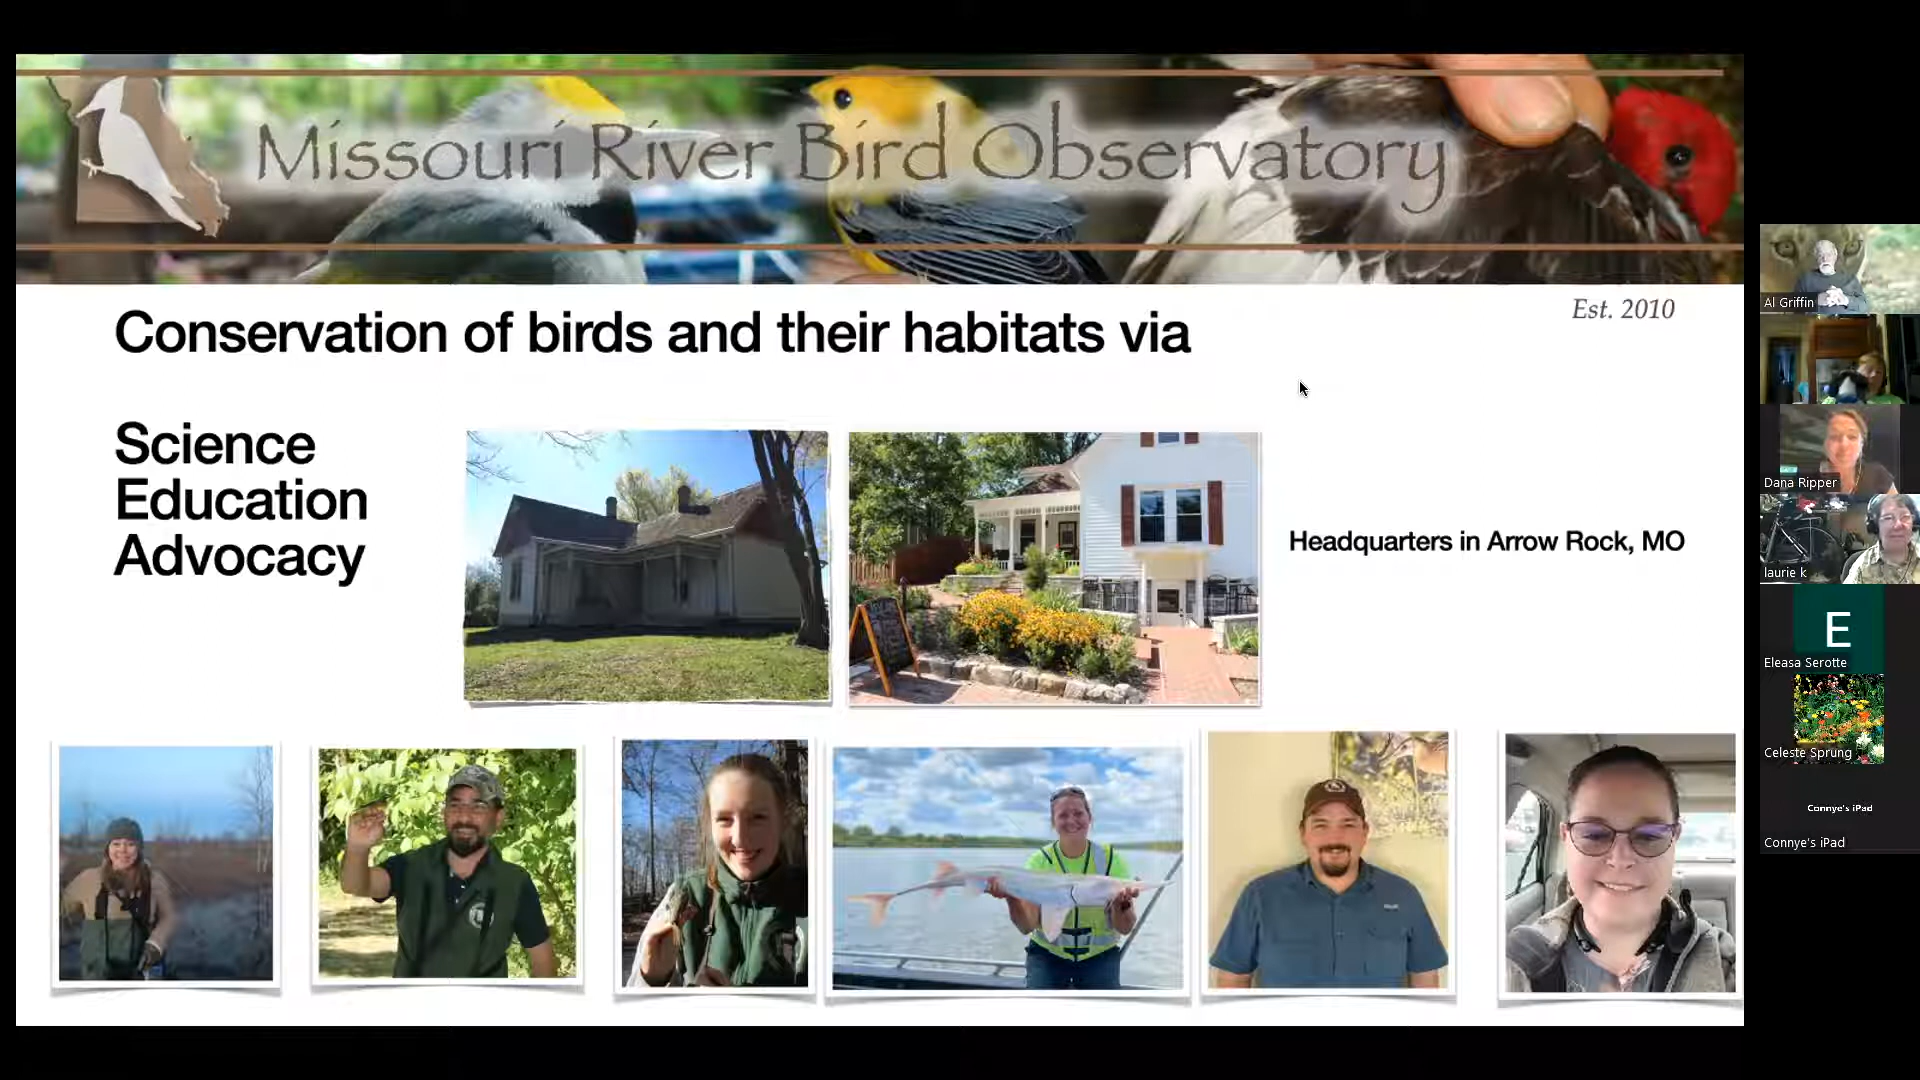 Missouri River Bird Observatory
Est. 2010
Conservation of birds and their habitats via
Science
Education
Advocacy
Headquarters in Arrow Rock, MO
Al Griffin
Dana Ripper
laurie k
E
Eleasa Serotte
Celeste Sprung
Connye's iPad
Connye's iPad